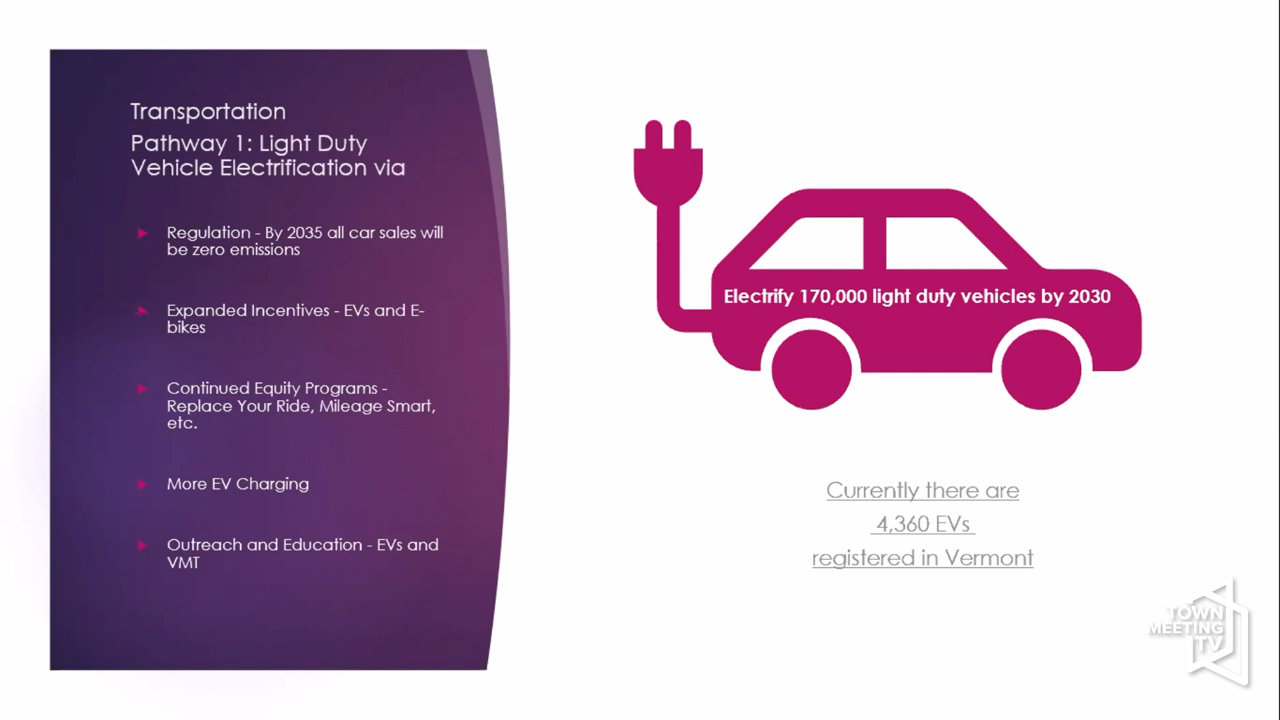 Transportation
Pathway 1: Light Duty
Vehicle Electrification via
Regulation - By 2035 all car sales will
be zero emissions
Expanded Incentives - EVs and E-
bikes
Continued Equity Programs -
Replace Your Ride, Mileage Smart,
etc.
More EV Charging
Outreach and Education - EVs and
VMT
Electrify 170,000 light duty vehicles by 2030
Currently there are
4,360 EVs
registered in Vermont
TOWN
MEETING
TV